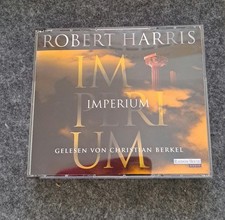 ROBERT HARRIS
IM
IMPERIUM
PERI
UM
GELESEN VON CHRISTIAN BERKEL